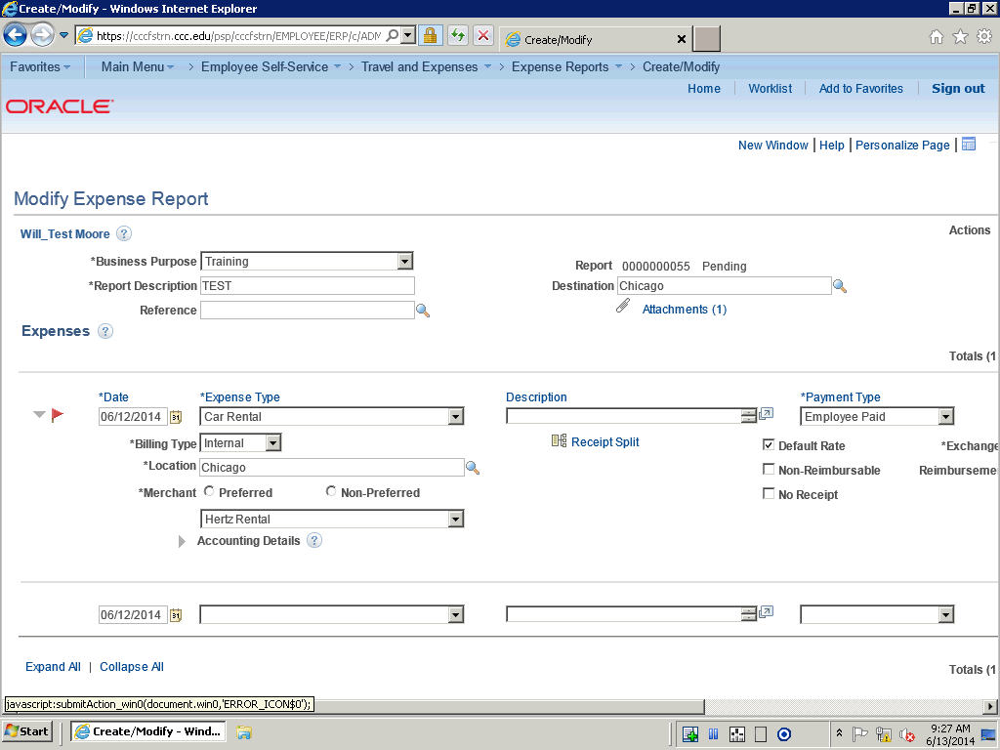 Create/Modify - Windows Internet Explorer
https://cccfstrn.ccc.edu/psp/cccfstrn/EMPLOYEE/ERP/c/ADM
Create/Modify
Favorites Main Menu > Employee Self-Service > Travel and Expenses > Expense Reports > Create/Modify
Home Worklist Add to Favorites Sign out
ORACLE
New Window | Help | Personalize Page |
Modify Expense Report
Will_Test Moore ? Actions
*Business Purpose Training Report 0000000055 Pending
*Report Description TEST Destination Chicago
Reference Attachments (1)
Expenses ?
Totals (1
*Date *Expense Type Description *Payment Type
06/12/2014 31 Car Rental Employee Paid
*Billing Type Internal Receipt Split Default Rate *Exchange
*Location Chicago Non-Reimbursable Reimburseme
*Merchant Preferred Non-Preferred No Receipt
Hertz Rental
Accounting Details ?
06/12/2014 31
Expand All | Collapse All Totals (1
javascript:submitAction_win0(document.win0,'ERROR_ICON$0');
Start Create/Modify - Wind... 9:27 AM
6/13/2014